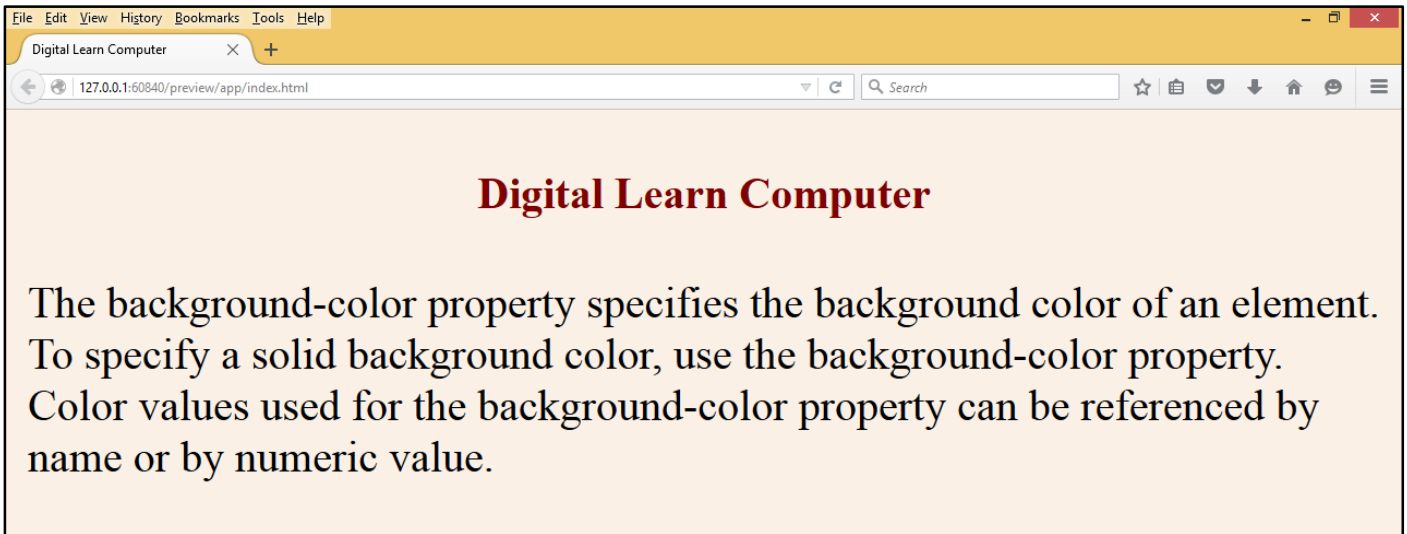 File Edit View History Bookmarks Tools Help
Digital Learn Computer
127.0.0.1:60840/preview/app/index.html
Search
Digital Learn Computer
The background-color property specifies the background color of an element.
To specify a solid background color, use the background-color property.
Color values used for the background-color property can be referenced by
name or by numeric value.